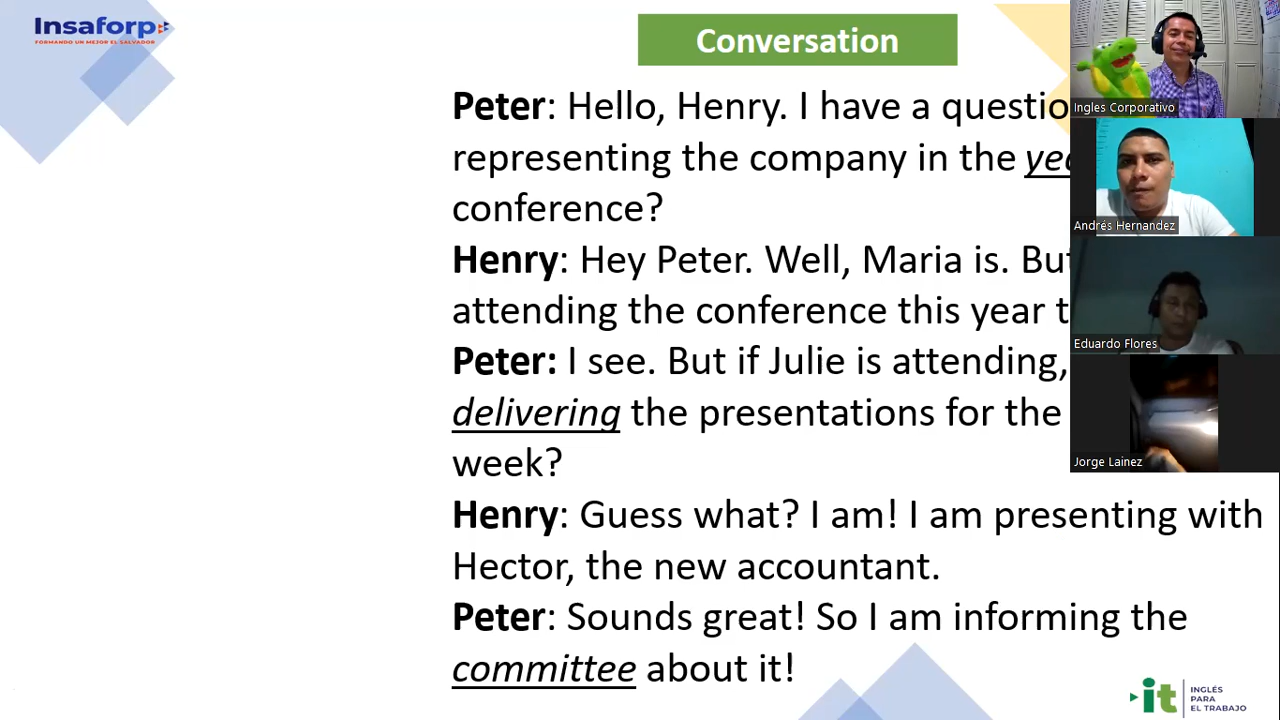 Insaforp
FORMANDO UN MEJOR EL SALVADOR
Conversation
Peter: Hello, Henry. I have a
representing the company in the
conference?
Henry: Hey Peter. Well, Maria is.
attending the conference this year
Peter: I see. But if Julie is attending,
delivering the presentations for the
week?
Henry: Guess what? I am! I am presenting with
Hector, the new accountant.
Peter: Sounds great! So I am informing the
committee about it!
Ingles Corporativo
Andrés Hernandez
Eduardo Flores
Jorge Lainez
it
INGLÉS
PARA
EL TRABAJO